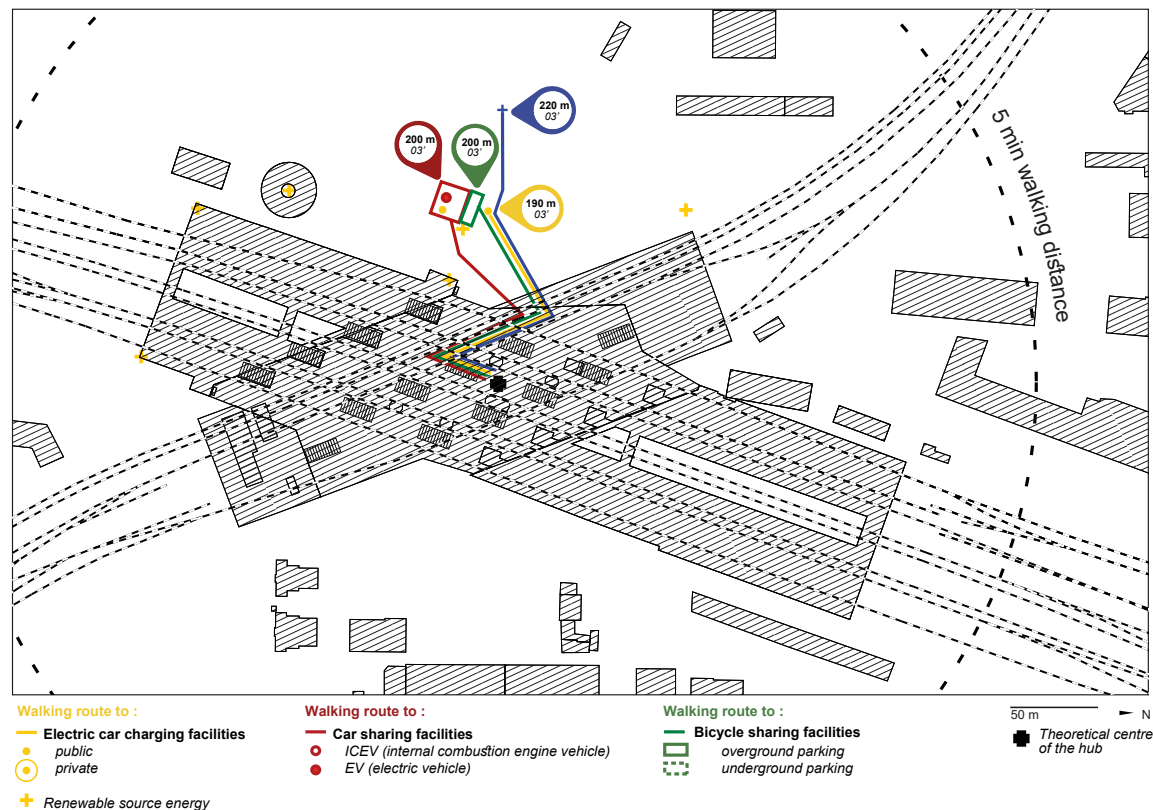 220 m
03'
200 m
03'
200 m
03'
190 m
03'
5 min walking distance
Walking route to :
Electric car charging facilities
public
private
Renewable source energy
Walking route to :
Car sharing facilities
ICEV (internal combustion engine vehicle)
EV (electric vehicle)
Walking route to :
Bicycle sharing facilities
overground parking
underground parking
50 m
N
Theoretical centre
of the hub